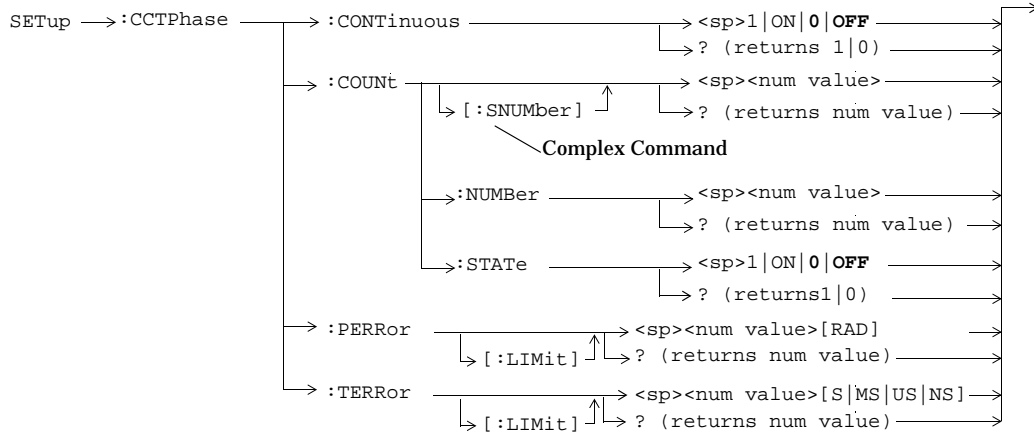 SETup :CCTPhase :CONTinuous <sp>1|ON|0|OFF
? (returns 1|0)
:COUNt <sp><num value>
[:SNUMber] ? (returns num value)
Complex Command
:NUMBer <sp><num value>
? (returns num value)
:STATe <sp>1|ON|0|OFF
? (returns1|0)
:PERRor <sp><num value>[RAD]
[:LIMit] ? (returns num value)
:TERRor <sp><num value>[S|MS|US|NS]
[:LIMit] ? (returns num value)